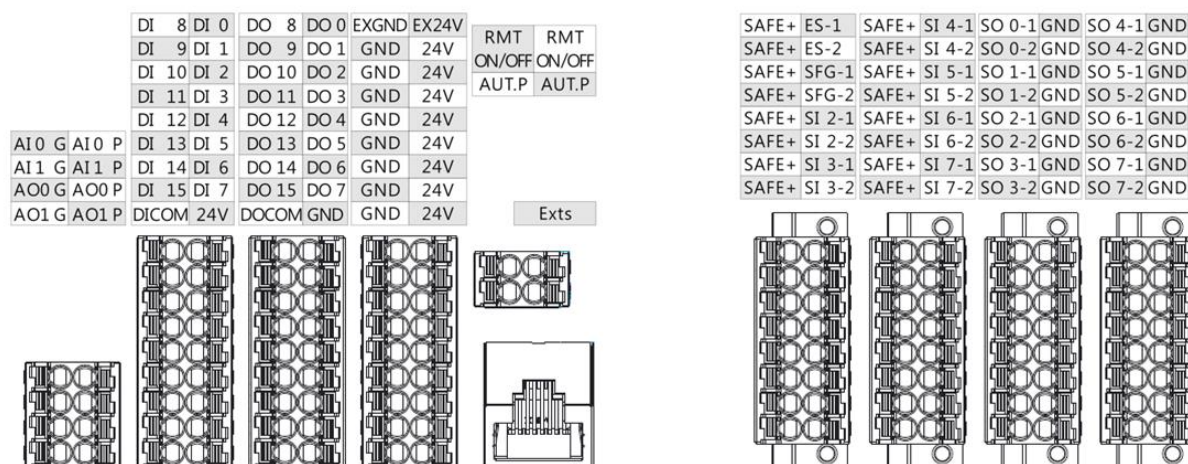 DI 8 DI 0 DO 8 DO 0 EXGND EX24V
DI 9 DI 1 DO 9 DO 1 GND 24V
DI 10 DI 2 DO 10 DO 2 GND 24V
DI 11 DI 3 DO 11 DO 3 GND 24V
DI 12 DI 4 DO 12 DO 4 GND 24V
AI0 G AI0 P DI 13 DI 5 DO 13 DO 5 GND 24V
AI1 G AI1 P DI 14 DI 6 DO 14 DO 6 GND 24V
AO0 G AO0 P DI 15 DI 7 DO 15 DO 7 GND 24V
AO1 G AO1 P DICOM 24V DOCOM GND GND 24V
RMT RMT
ON/OFF ON/OFF
AUT.P AUT.P
Exts
SAFE+ ES-1 SAFE+ SI 4-1 SO 0-1 GND SO 4-1 GND
SAFE+ ES-2 SAFE+ SI 4-2 SO 0-2 GND SO 4-2 GND
SAFE+ SFG-1 SAFE+ SI 5-1 SO 1-1 GND SO 5-1 GND
SAFE+ SFG-2 SAFE+ SI 5-2 SO 1-2 GND SO 5-2 GND
SAFE+ SI 2-1 SAFE+ SI 6-1 SO 2-1 GND SO 6-1 GND
SAFE+ SI 2-2 SAFE+ SI 6-2 SO 2-2 GND SO 6-2 GND
SAFE+ SI 3-1 SAFE+ SI 7-1 SO 3-1 GND SO 7-1 GND
SAFE+ SI 3-2 SAFE+ SI 7-2 SO 3-2 GND SO 7-2 GND